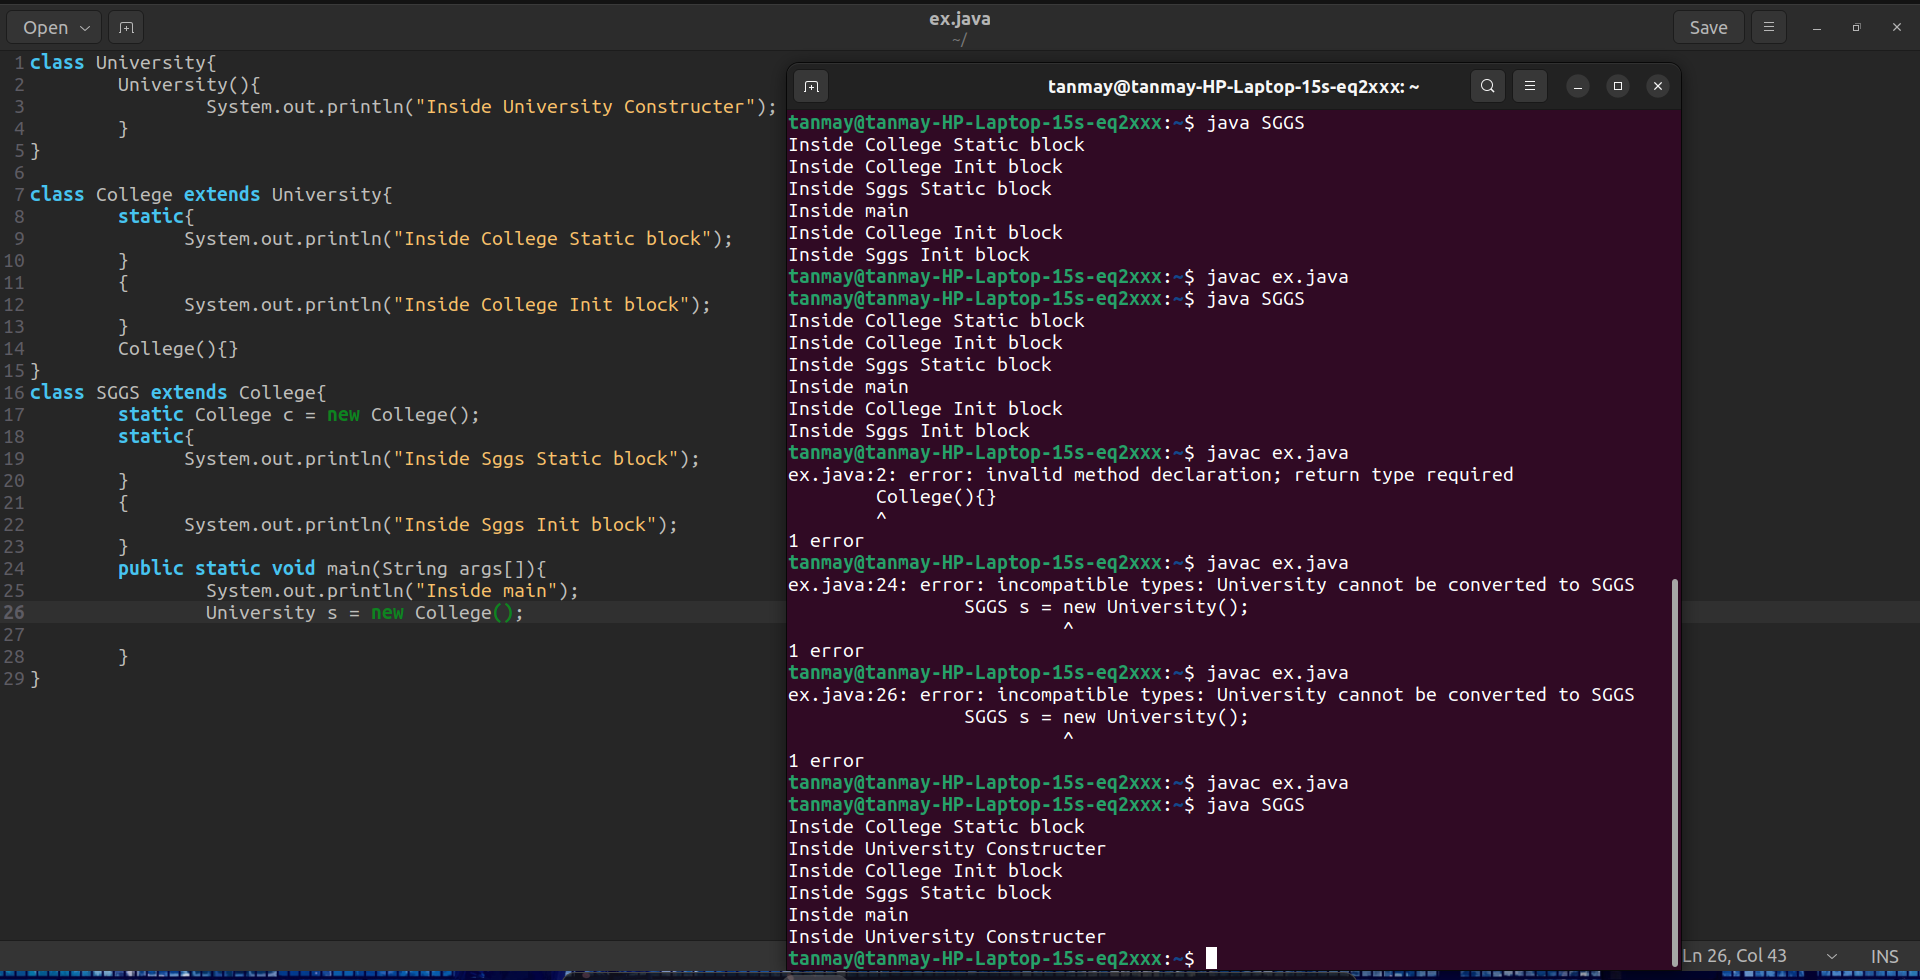 Open
ex.java
~/
Save
1 class University{
2 University(){
3 System.out.println("Inside University Constructer");
4 }
5 }
6
7 class College extends University{
8 static{
9 System.out.println("Inside College Static block");
10 }
11 {
12 System.out.println("Inside College Init block");
13 }
14 College(){}
15 }
16 class SGGS extends College{
17 static College c = new College();
18 static{
19 System.out.println("Inside Sggs Static block");
20 }
21 {
22 System.out.println("Inside Sggs Init block");
23 }
24 public static void main(String args[]){
25 System.out.println("Inside main");
26 University s = new College();
27
28 }
29 }
tanmay@tanmay-HP-Laptop-15s-eq2xxx: ~
tanmay@tanmay-HP-Laptop-15s-eq2xxx:~$ java SGGS
Inside College Static block
Inside College Init block
Inside Sggs Static block
Inside main
Inside College Init block
Inside Sggs Init block
tanmay@tanmay-HP-Laptop-15s-eq2xxx:~$ javac ex.java
tanmay@tanmay-HP-Laptop-15s-eq2xxx:~$ java SGGS
Inside College Static block
Inside College Init block
Inside Sggs Static block
Inside main
Inside College Init block
Inside Sggs Init block
tanmay@tanmay-HP-Laptop-15s-eq2xxx:~$ javac ex.java
ex.java:2: error: invalid method declaration; return type required
College(){}
^
1 error
tanmay@tanmay-HP-Laptop-15s-eq2xxx:~$ javac ex.java
ex.java:24: error: incompatible types: University cannot be converted to SGGS
SGGS s = new University();
^
1 error
tanmay@tanmay-HP-Laptop-15s-eq2xxx:~$ javac ex.java
ex.java:26: error: incompatible types: University cannot be converted to SGGS
SGGS s = new University();
^
1 error
tanmay@tanmay-HP-Laptop-15s-eq2xxx:~$ javac ex.java
tanmay@tanmay-HP-Laptop-15s-eq2xxx:~$ java SGGS
Inside College Static block
Inside University Constructer
Inside College Init block
Inside Sggs Static block
Inside main
Inside University Constructer
tanmay@tanmay-HP-Laptop-15s-eq2xxx:~$
Ln 26, Col 43
INS